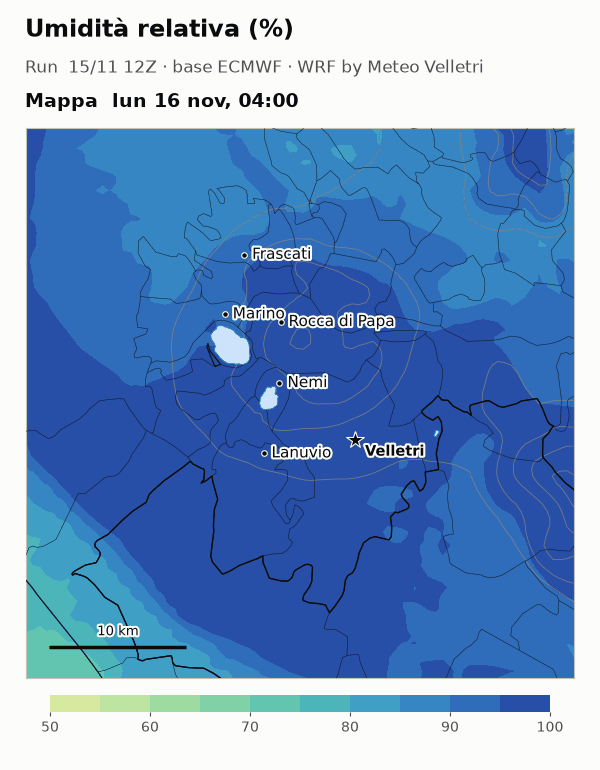 Umidità relativa (%)
Run  15/11 12Z · base ECMWF · WRF by Meteo Velletri
Mappa  lun 16 nov, 04:00
Frascati
Marino
Rocca di Papa
Nemi
Lanuvio
Velletri
10 km
50 60 70 80 90 100